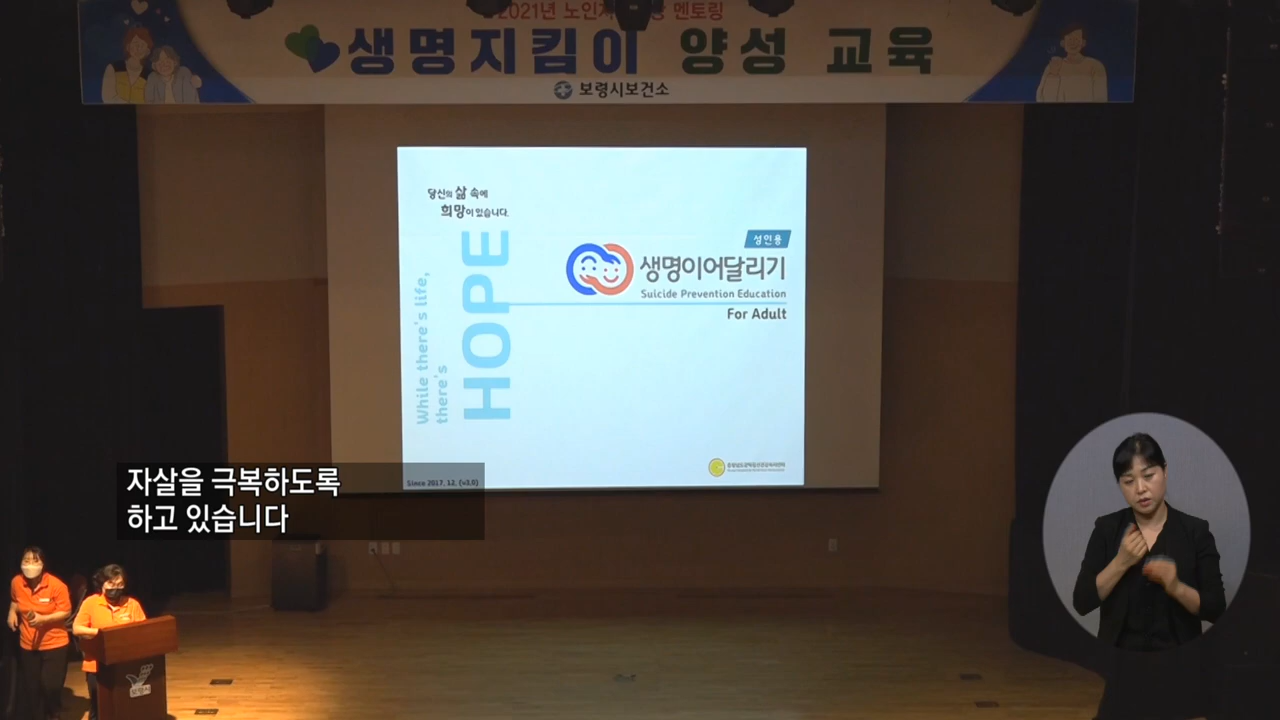 2021년 노인자 멘토링
생명지킴이 양성 교육
보령시보건소
당신의 삶 속에
희망이 있습니다.
While there's life,
there's
HOPE
성인용
생명이어달리기
Suicide Prevention Education
For Adult
Since 2017. 12. (v3.0)
자살을 극복하도록
하고 있습니다
보령시